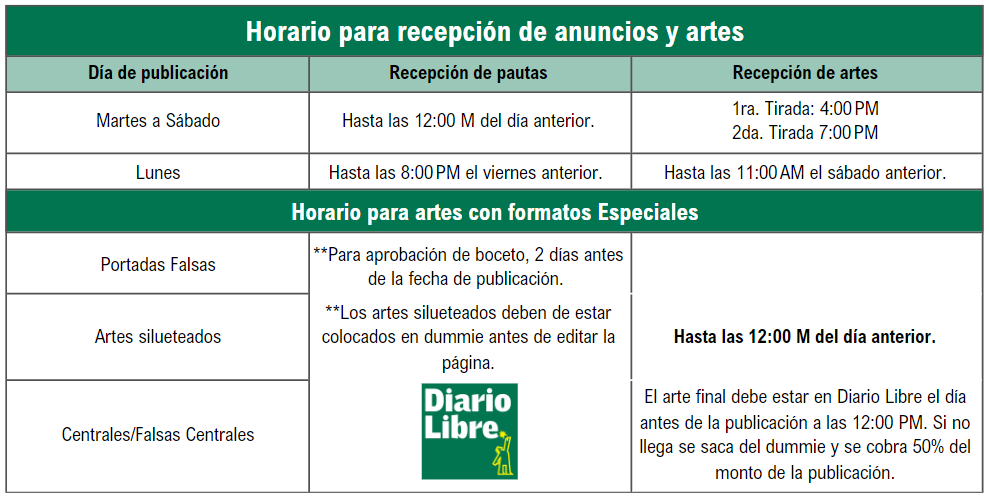 Horario para recepción de anuncios y artes
Día de publicación
Recepción de pautas
Recepción de artes
Martes a Sábado
Hasta las 12:00 M del día anterior.
1ra. Tirada: 4:00 PM
2da. Tirada 7:00 PM
Lunes
Hasta las 8:00 PM el viernes anterior.
Hasta las 11:00 AM el sábado anterior.
Horario para artes con formatos Especiales
Portadas Falsas
**Para aprobación de boceto, 2 días antes
de la fecha de publicación.
Artes silueteados
**Los artes silueteados deben de estar
colocados en dummie antes de editar la
página.
Hasta las 12:00 M del día anterior.
Centrales/Falsas Centrales
Diario
Libre
El arte final debe estar en Diario Libre el día
antes de la publicación a las 12:00 PM. Si no
llega se saca del dummie y se cobra 50% del
monto de la publicación.